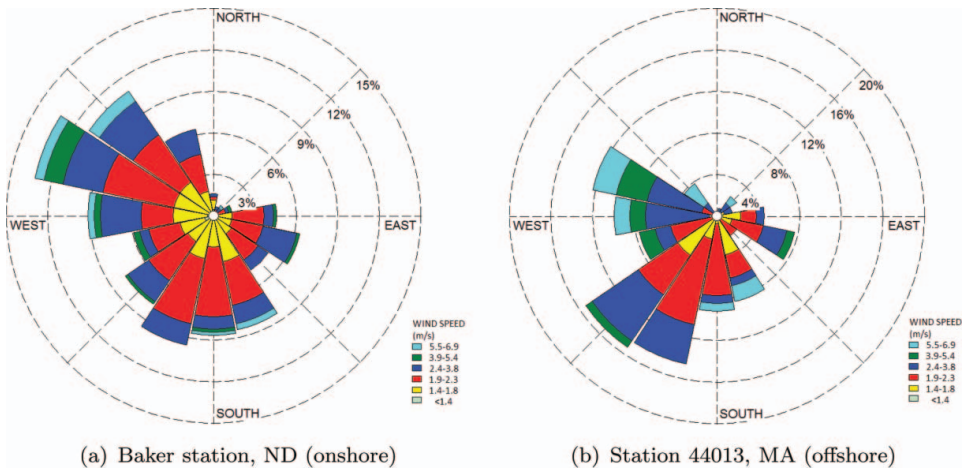 NORTH
15%
12%
9%
6%
3%
WEST
EAST
SOUTH
WIND SPEED
(m/s)
5.5-6.9
3.9-5.4
2.4-3.8
1.9-2.3
1.4-1.8
<1.4
(a) Baker station, ND (onshore)
NORTH
20%
16%
12%
8%
4%
WEST
EAST
SOUTH
WIND SPEED
(m/s)
5.5-6.9
3.9-5.4
2.4-3.8
1.9-2.3
1.4-1.8
<1.4
(b) Station 44013, MA (offshore)